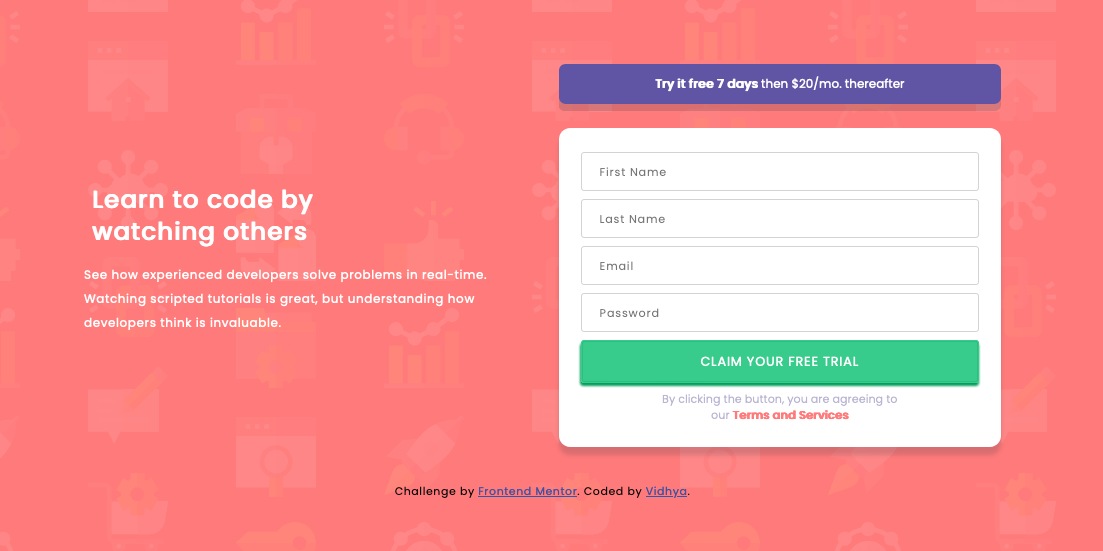 Try it free 7 days then $20/mo. thereafter
Learn to code by
watching others
See how experienced developers solve problems in real-time.
Watching scripted tutorials is great, but understanding how
developers think is invaluable.
First Name
Last Name
Email
Password
CLAIM YOUR FREE TRIAL
By clicking the button, you are agreeing to
our Terms and Services
Challenge by Frontend Mentor. Coded by Vidhya.